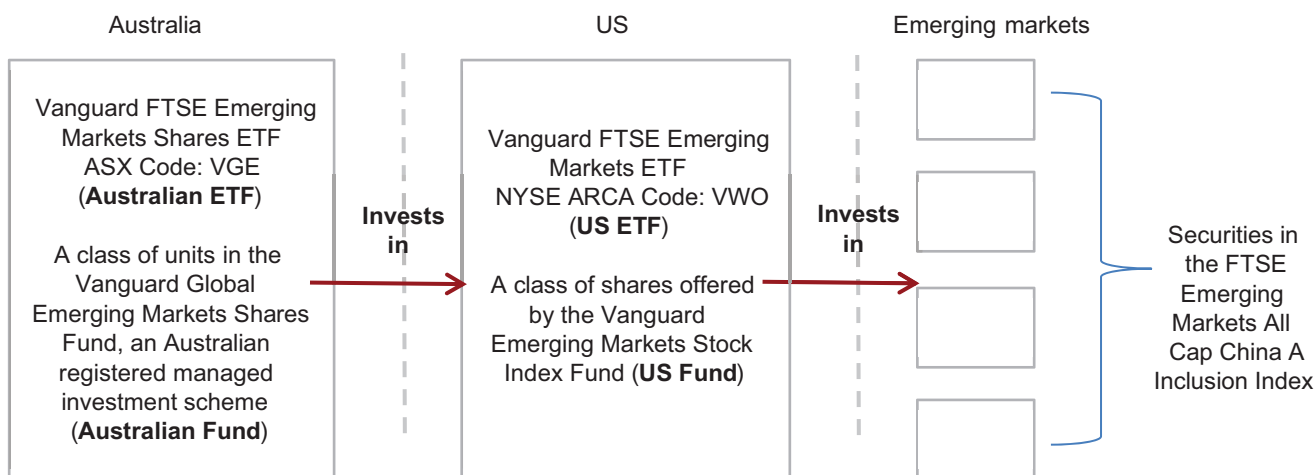 Australia
US
Emerging markets
Vanguard FTSE Emerging
Markets Shares ETF
ASX Code: VGE
(Australian ETF)
A class of units in the
Vanguard Global
Emerging Markets Shares
Fund, an Australian
registered managed
investment scheme
(Australian Fund)
Invests
in
Vanguard FTSE Emerging
Markets ETF
NYSE ARCA Code: VWO
(US ETF)
A class of shares offered
by the Vanguard
Emerging Markets Stock
Index Fund (US Fund)
Invests
in
Securities in
the FTSE
Emerging
Markets All
Cap China A
Inclusion Index